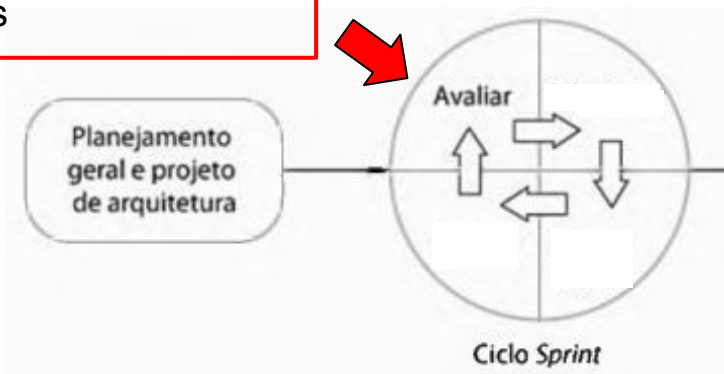 s
Avaliar
Planejamento
geral e projeto
de arquitetura
Ciclo Sprint